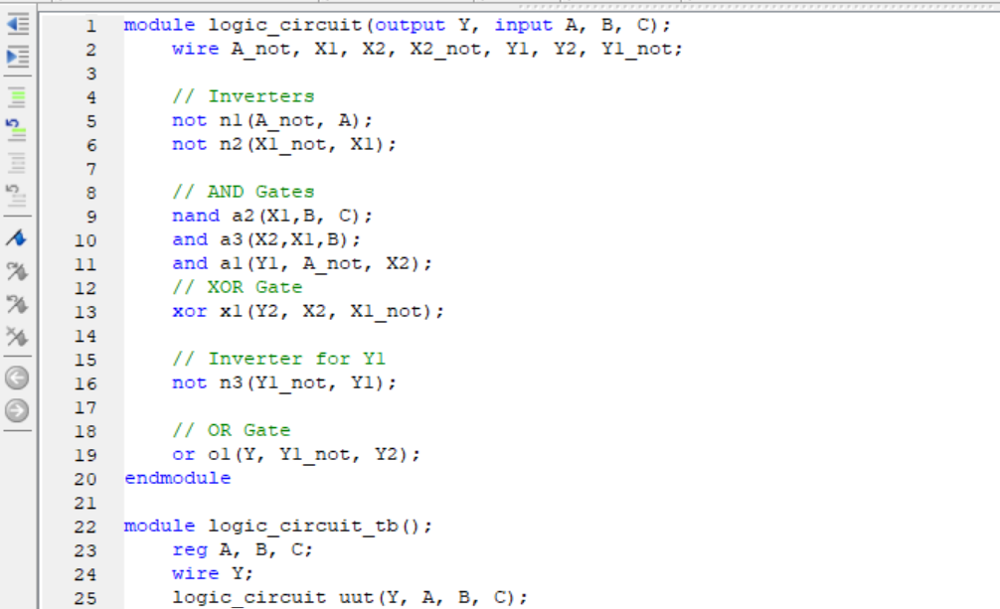 1 module logic_circuit(output Y, input A, B, C);
2 wire A_not, X1, X2, X2_not, Y1, Y2, Y1_not;
3
4 // Inverters
5 not n1(A_not, A);
6 not n2(X1_not, X1);
7
8 // AND Gates
9 nand a2(X1,B, C);
10 and a3(X2,X1,B);
11 and a1(Y1, A_not, X2);
12 // XOR Gate
13 xor x1(Y2, X2, X1_not);
14
15 // Inverter for Y1
16 not n3(Y1_not, Y1);
17
18 // OR Gate
19 or o1(Y, Y1_not, Y2);
20 endmodule
21
22 module logic_circuit_tb();
23 reg A, B, C;
24 wire Y;
25 logic_circuit uut(Y, A, B, C);